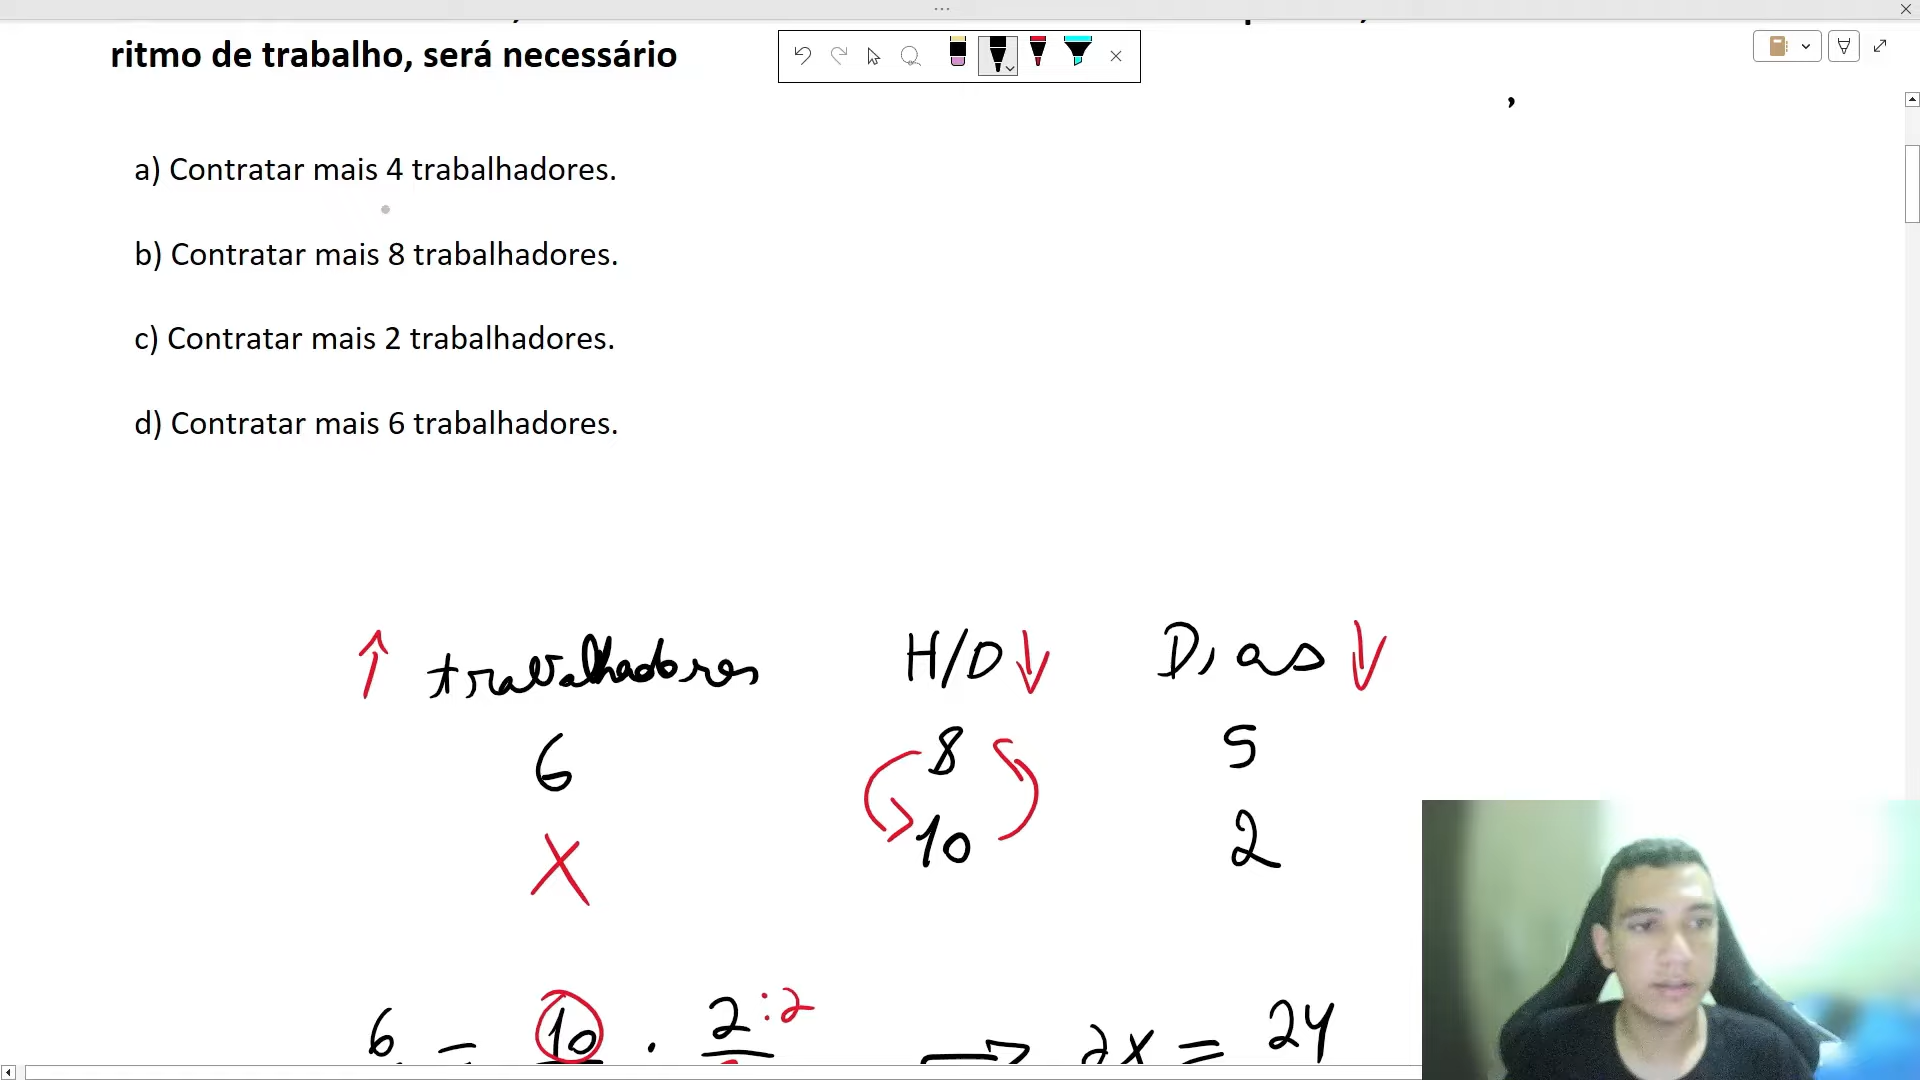 ritmo de trabalho, será necessário
,
a) Contratar mais 4 trabalhadores.
b) Contratar mais 8 trabalhadores.
c) Contratar mais 2 trabalhadores.
d) Contratar mais 6 trabalhadores.
trabalhadores H/D Dias
6 8 5
X 10 2
6 = 10 . 2 :2 2x = 24